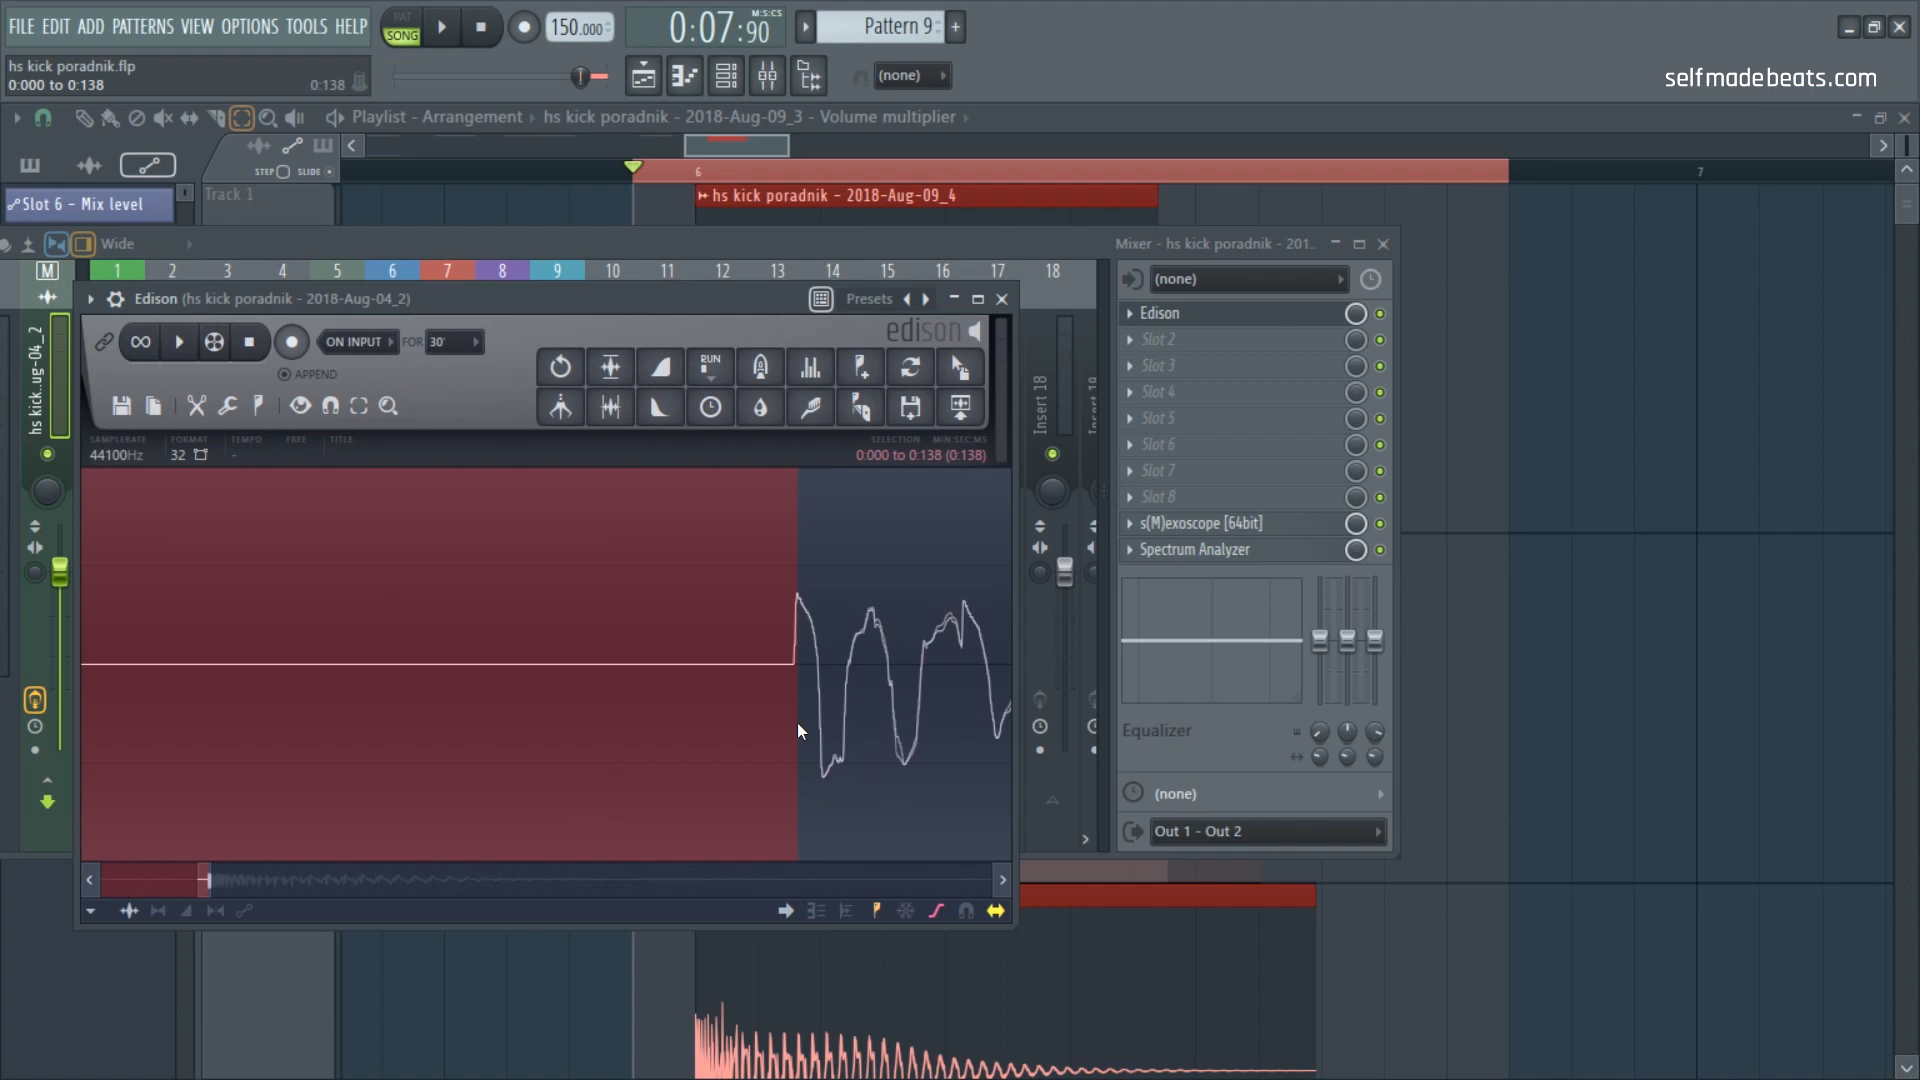 FILE EDIT ADD PATTERNS VIEW OPTIONS TOOLS HELP
PAT
SONG
150.000
M:S:CS
0:07:90
Pattern 9
+
hs kick poradnik.flp
0:000 to 0:138
0:138
(none)
selfmadebeats.com
Playlist - Arrangement › hs kick poradnik - 2018-Aug-09_3 - Volume multiplier ›
STEP
SLIDE
6
7
Slot 6 - Mix level
Track 1
hs kick poradnik - 2018-Aug-09_4
Wide
Mixer - hs kick poradnik - 201..
M
1 2 3 4 5 6 7 8 9 10 11 12 13 14 15 16 17 18
(none)
Edison (hs kick poradnik - 2018-Aug-04_2)
Presets
Edison
Slot 2
Slot 3
Slot 4
Slot 5
Slot 6
Slot 7
Slot 8
s(M)exoscope [64bit]
Spectrum Analyzer
ON INPUT
FOR
30'
edison
APPEND
RUN
SAMPLERATE
FORMAT
TEMPO
FREE
TITLE
SELECTION
MIN:SEC:MS
44100Hz
32
-
0:000 to 0:138 (0:138)
hs kick..ug-04_2
Insert 18
Equalizer
(none)
Out 1 - Out 2